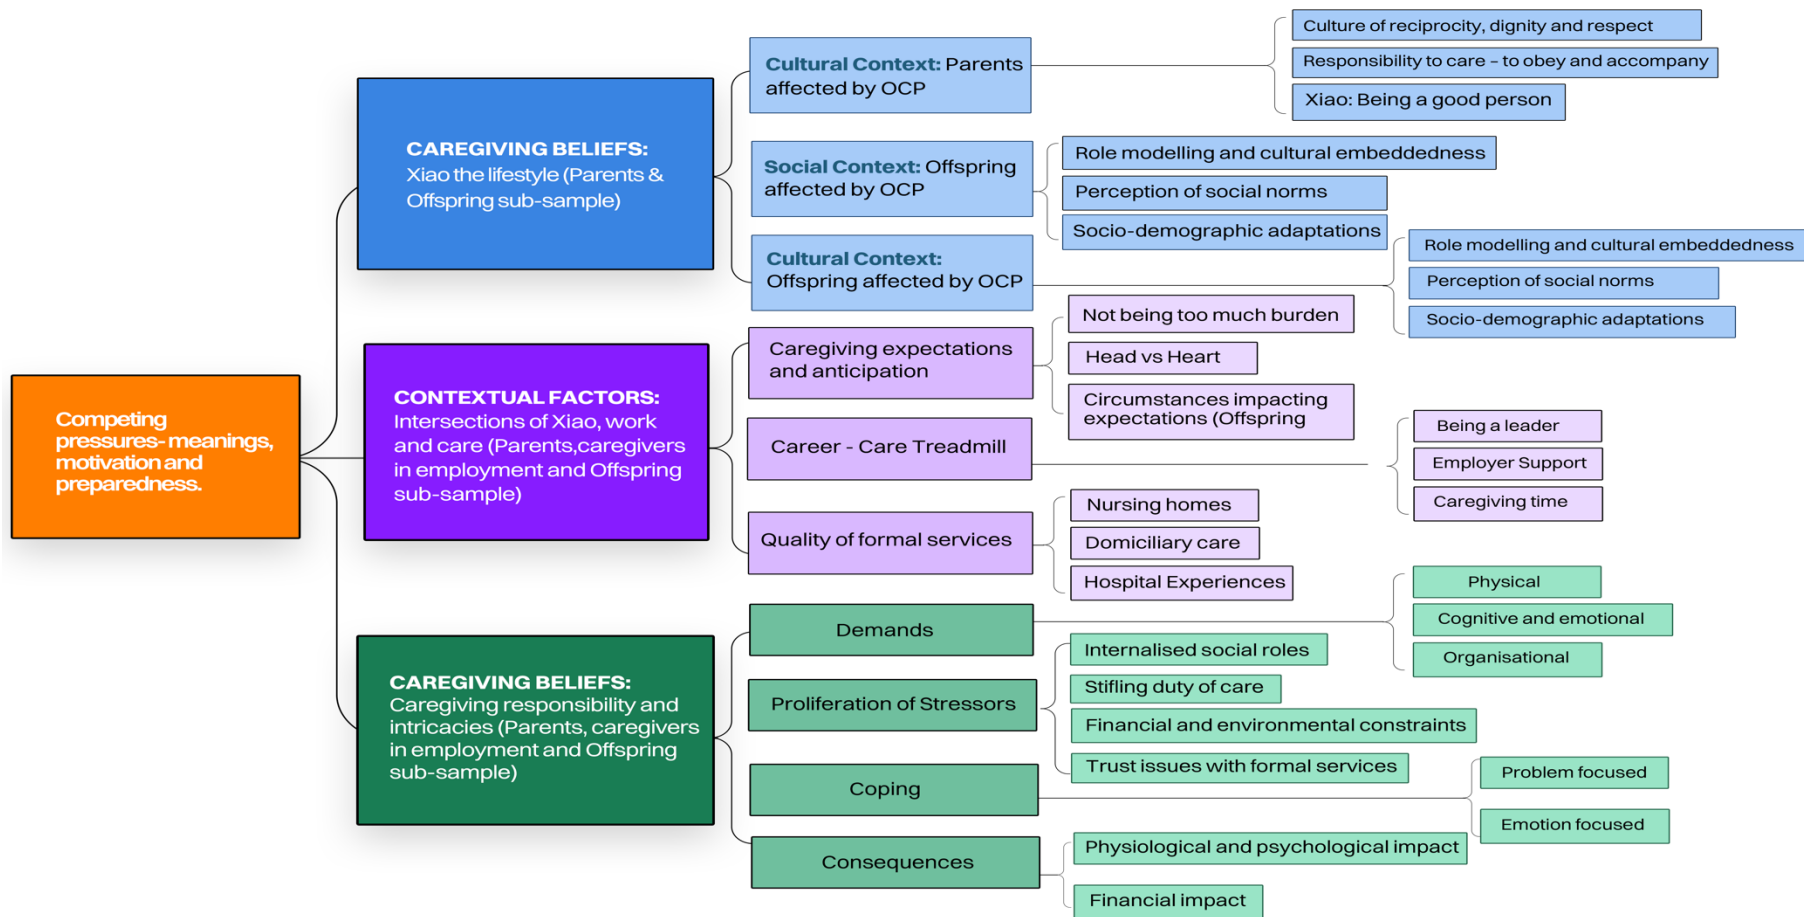 Competing
pressures- meanings,
motivation and
preparedness.
CAREGIVING BELIEFS:
Xiao the lifestyle (Parents &
Offspring sub-sample)
Cultural Context: Parents
affected by OCP
Culture of reciprocity, dignity and respect
Responsibility to care – to obey and accompany
Xiao: Being a good person
Social Context: Offspring
affected by OCP
Role modelling and cultural embeddedness
Perception of social norms
Socio-demographic adaptations
Cultural Context:
Offspring affected by OCP
Role modelling and cultural embeddedness
Perception of social norms
Socio-demographic adaptations
CONTEXTUAL FACTORS:
Intersections of Xiao, work
and care (Parents,caregivers
in employment and Offspring
sub-sample)
Caregiving expectations
and anticipation
Not being too much burden
Head vs Heart
Circumstances impacting
expectations (Offspring
Career - Care Treadmill
Being a leader
Employer Support
Caregiving time
Quality of formal services
Nursing homes
Domiciliary care
Hospital Experiences
CAREGIVING BELIEFS:
Caregiving responsibility and
intricacies (Parents, caregivers
in employment and Offspring
sub-sample)
Demands
Physical
Cognitive and emotional
Organisational
Proliferation of Stressors
Internalised social roles
Stifling duty of care
Financial and environmental constraints
Trust issues with formal services
Coping
Problem focused
Emotion focused
Consequences
Physiological and psychological impact
Financial impact